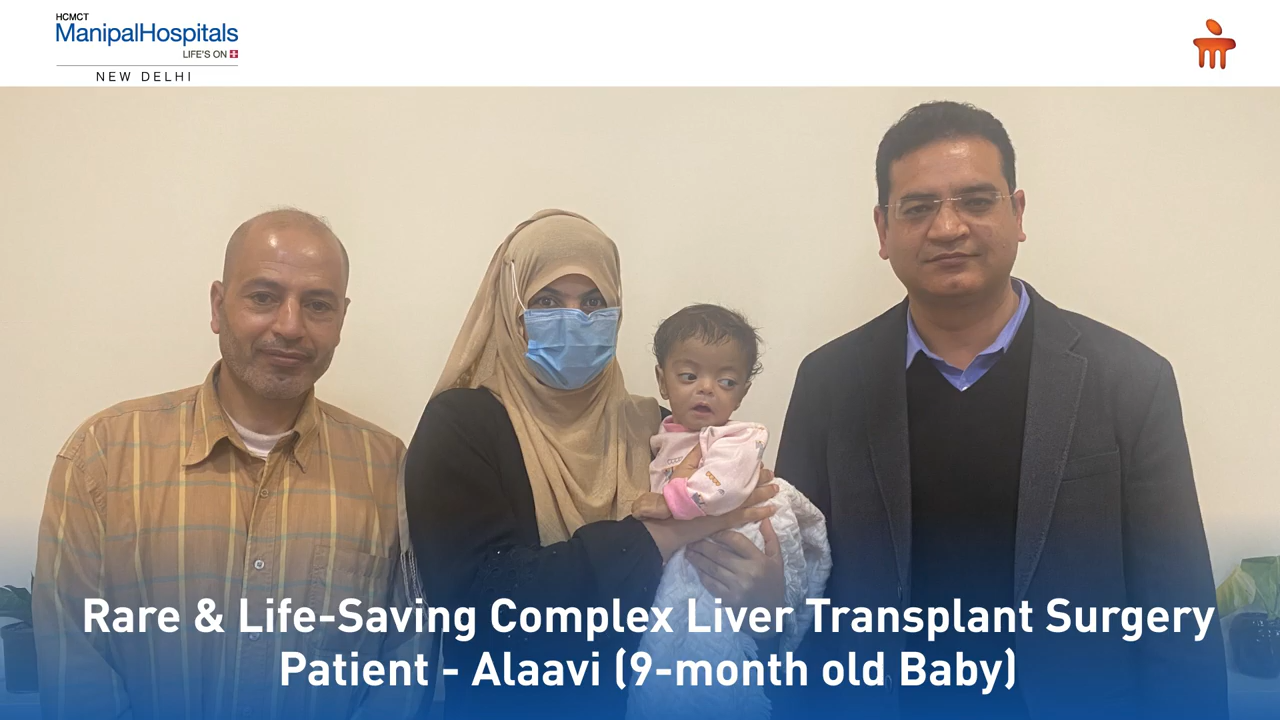 HCMCT
ManipalHospitals
LIFE'S ON
NEW DELHI
Rare & Life-Saving Complex Liver Transplant Surgery
Patient - Alaavi (9-month old Baby)